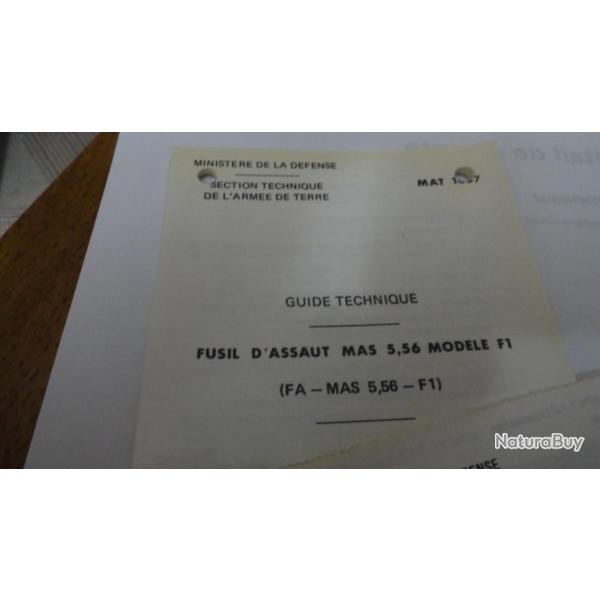 MINISTERE DE LA DEFENSE
SECTION TECHNIQUE
DE L'ARMEE DE TERRE
MAT
GUIDE TECHNIQUE
FUSIL D'ASSAUT MAS 5,56 MODELE F1
(FA — MAS 5,56 — F1)
NaturaBuy